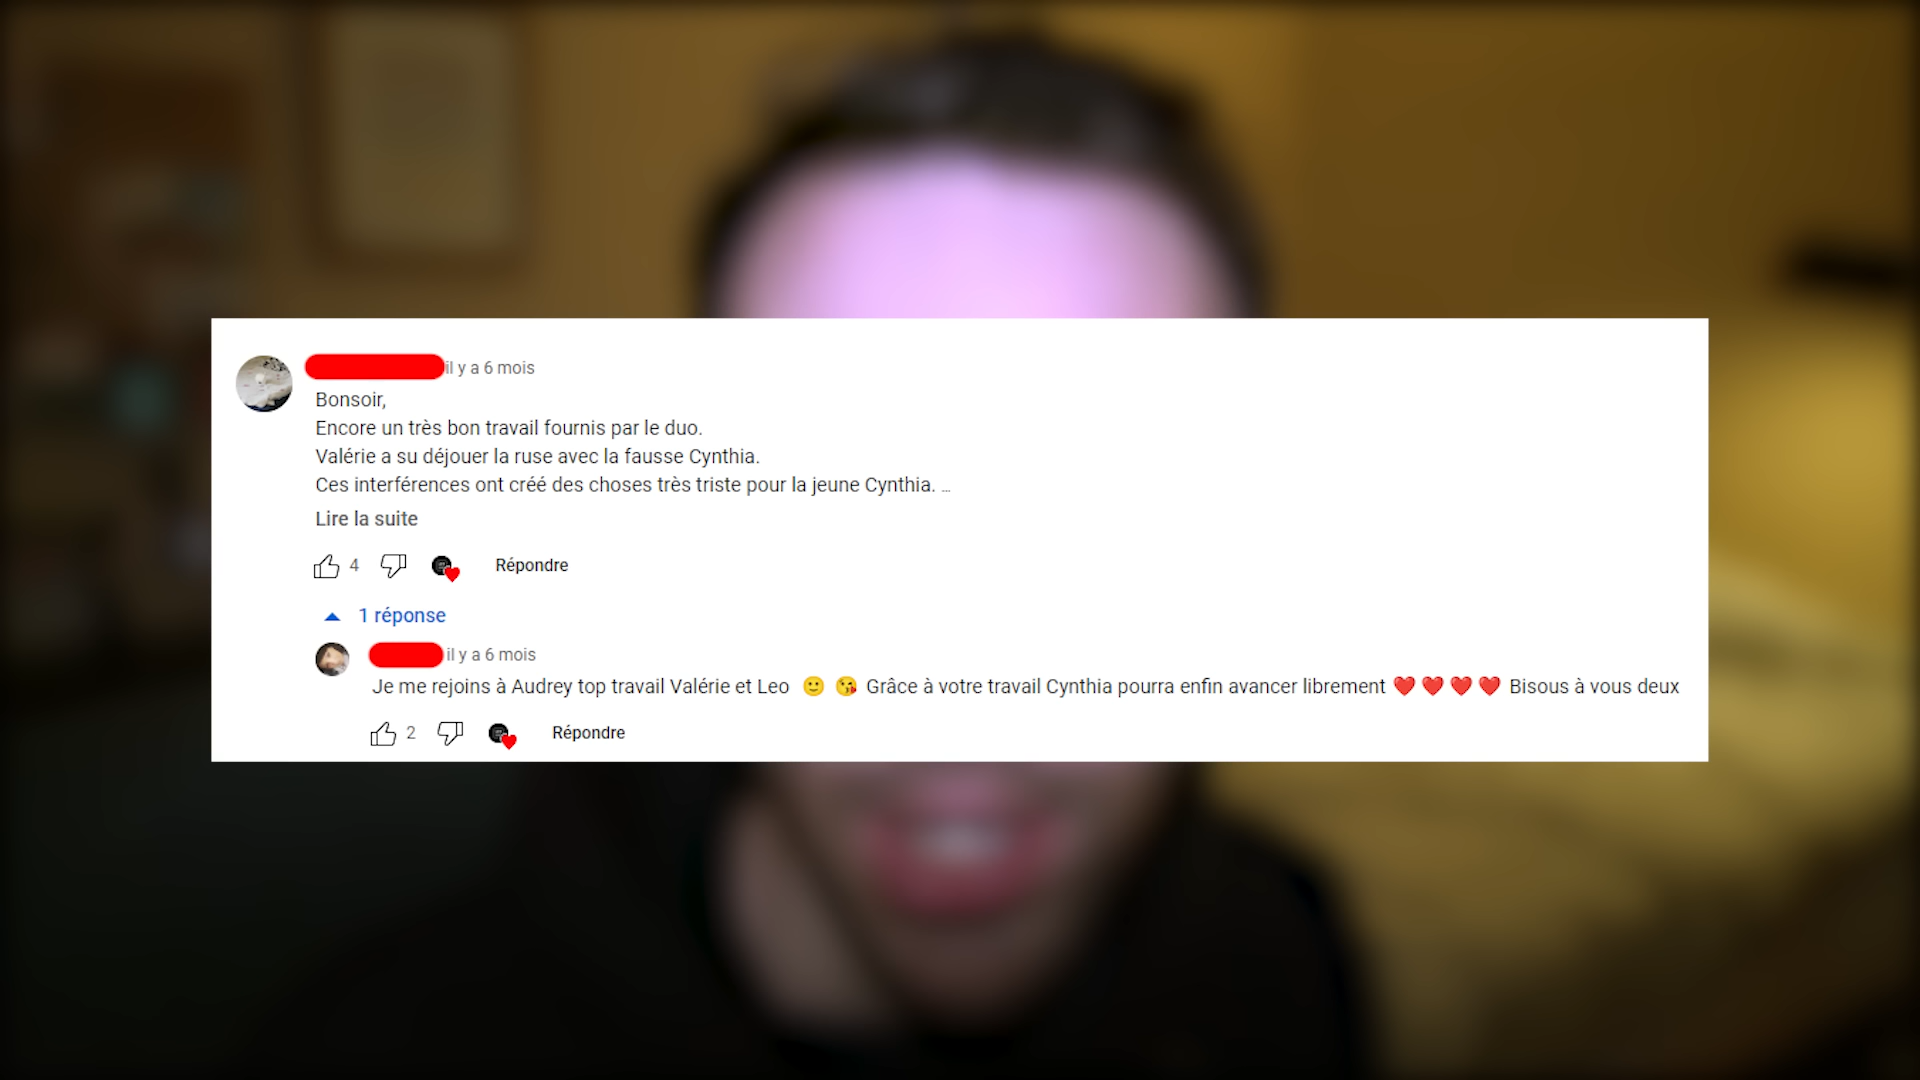 il y a 6 mois
Bonsoir,
Encore un très bon travail fournis par le duo.
Valérie a su déjouer la ruse avec la fausse Cynthia.
Ces interférences ont créé des choses très triste pour la jeune Cynthia. ...
Lire la suite
4 Répondre
1 réponse
il y a 6 mois
Je me rejoins à Audrey top travail Valérie et Leo 🙂 😘 Grâce à votre travail Cynthia pourra enfin avancer librement ❤️❤️❤️❤️ Bisous à vous deux
2 Répondre